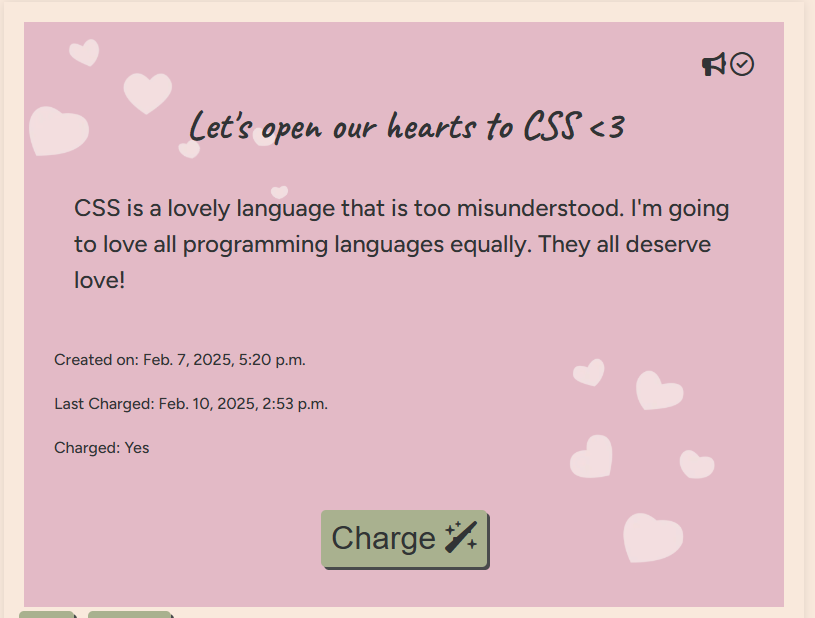 Let's open our hearts to CSS <3
CSS is a lovely language that is too misunderstood. I'm going
to love all programming languages equally. They all deserve
love!
Created on: Feb. 7, 2025, 5:20 p.m.
Last Charged: Feb. 10, 2025, 2:53 p.m.
Charged: Yes
Charge